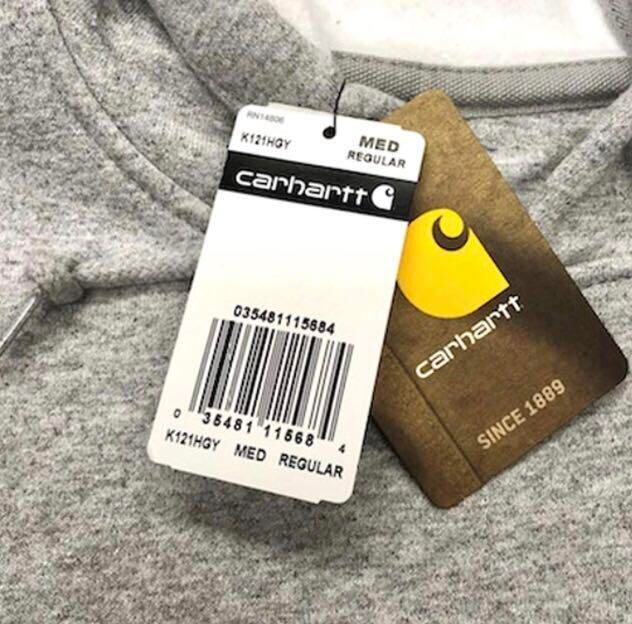 RN14806
K121HGY
MED
REGULAR
carhartt
035481115684
0 35481 11568 4
K121HGY MED REGULAR
carhartt
SINCE 1889